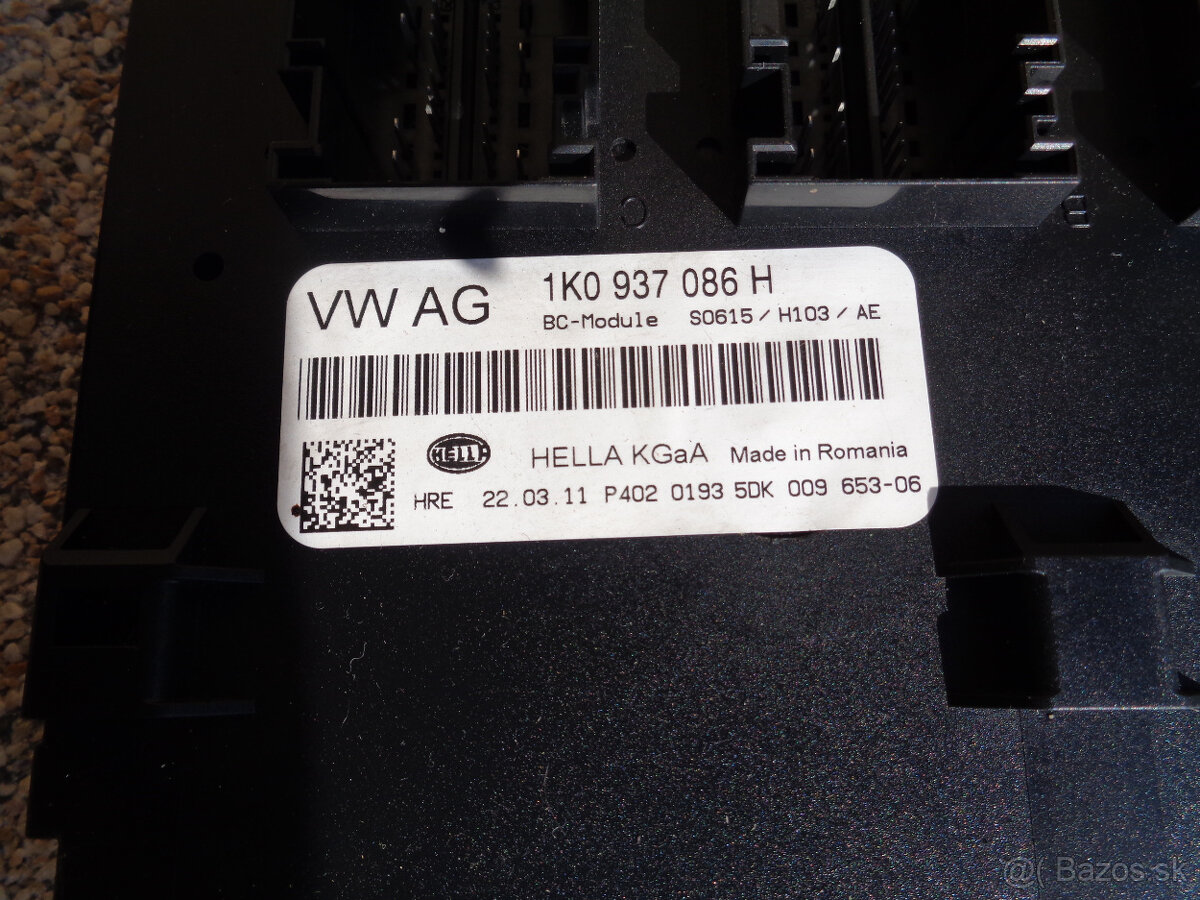 C
B
VW AG 1K0 937 086 H
BC-Module S0615 / H103 / AE
HELLA HELLA KGaA Made in Romania
HRE 22.03.11 P402 0193 5DK 009 653-06
@( Bazos.sk